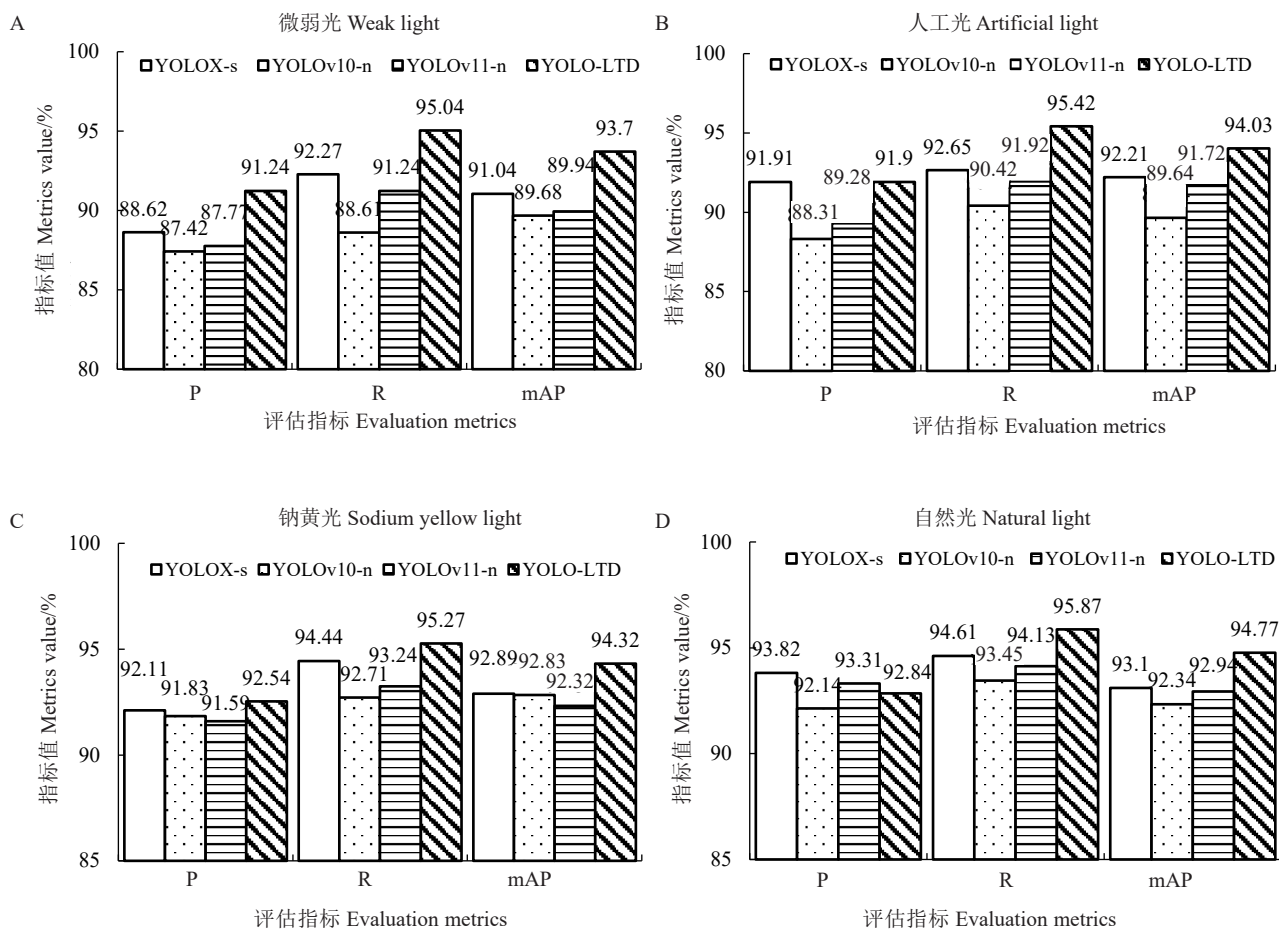 A
微弱光 Weak light
100
YOLOX-s YOLOv10-n YOLOv11-n YOLO-LTD
95.04
95
93.7
92.27
91.24
91.24
91.04
89.94
89.68
90
88.62
88.61
87.77
87.42
85
80
指标值 Metrics value/%
P R mAP
评估指标 Evaluation metrics
B
人工光 Artificial light
100
YOLOX-s YOLOv10-n YOLOv11-n YOLO-LTD
95.42
95
94.03
92.65
91.92
92.21
91.91
91.9
91.72
90.42
89.28
89.64
88.31
90
85
80
指标值 Metrics value/%
P R mAP
评估指标 Evaluation metrics
C
钠黄光 Sodium yellow light
100
YOLOX-s YOLOv10-n YOLOv11-n YOLO-LTD
95.27
94.44
94.32
95
93.24
92.89 92.83
92.71
92.54
92.32
92.11
91.83
91.59
90
85
指标值 Metrics value/%
P R mAP
评估指标 Evaluation metrics
D
自然光 Natural light
100
YOLOX-s YOLOv10-n YOLOv11-n YOLO-LTD
95.87
94.77
94.61
94.13
95
93.82
93.45
93.31
93.1
92.94
92.84
92.34
92.14
90
85
指标值 Metrics value/%
P R mAP
评估指标 Evaluation metrics